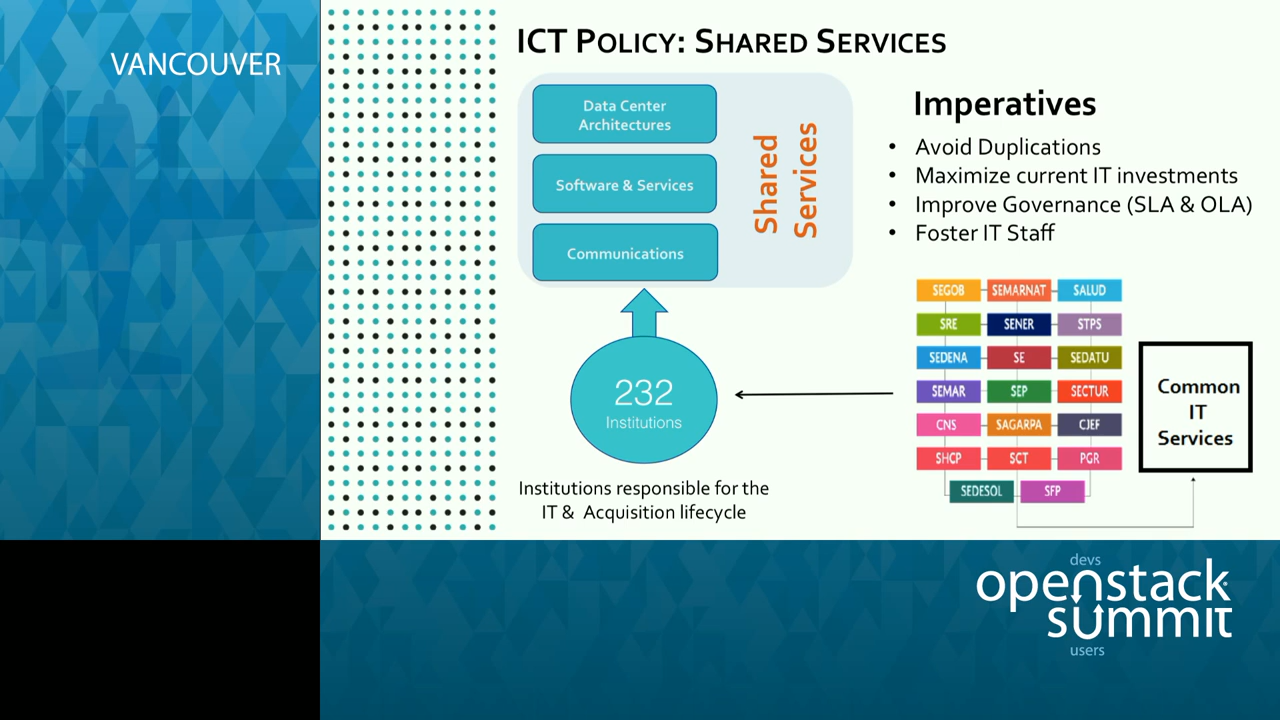 VANCOUVER
ICT POLICY: SHARED SERVICES
Data Center
Architectures
Software & Services
Communications
Shared
Services
232
Institutions
Institutions responsible for the
IT & Acquisition lifecycle
Imperatives
• Avoid Duplications
• Maximize current IT investments
• Improve Governance (SLA & OLA)
• Foster IT Staff
SEGOB SEMARNAT SALUD
SRE SENER STPS
SEDENA SE SEDATU
SEMAR SEP SECTUR
CNS SAGARPA CJEF
SHCP SCT PGR
SEDESOL SFP
Common
IT
Services
devs
openstack
summit
users